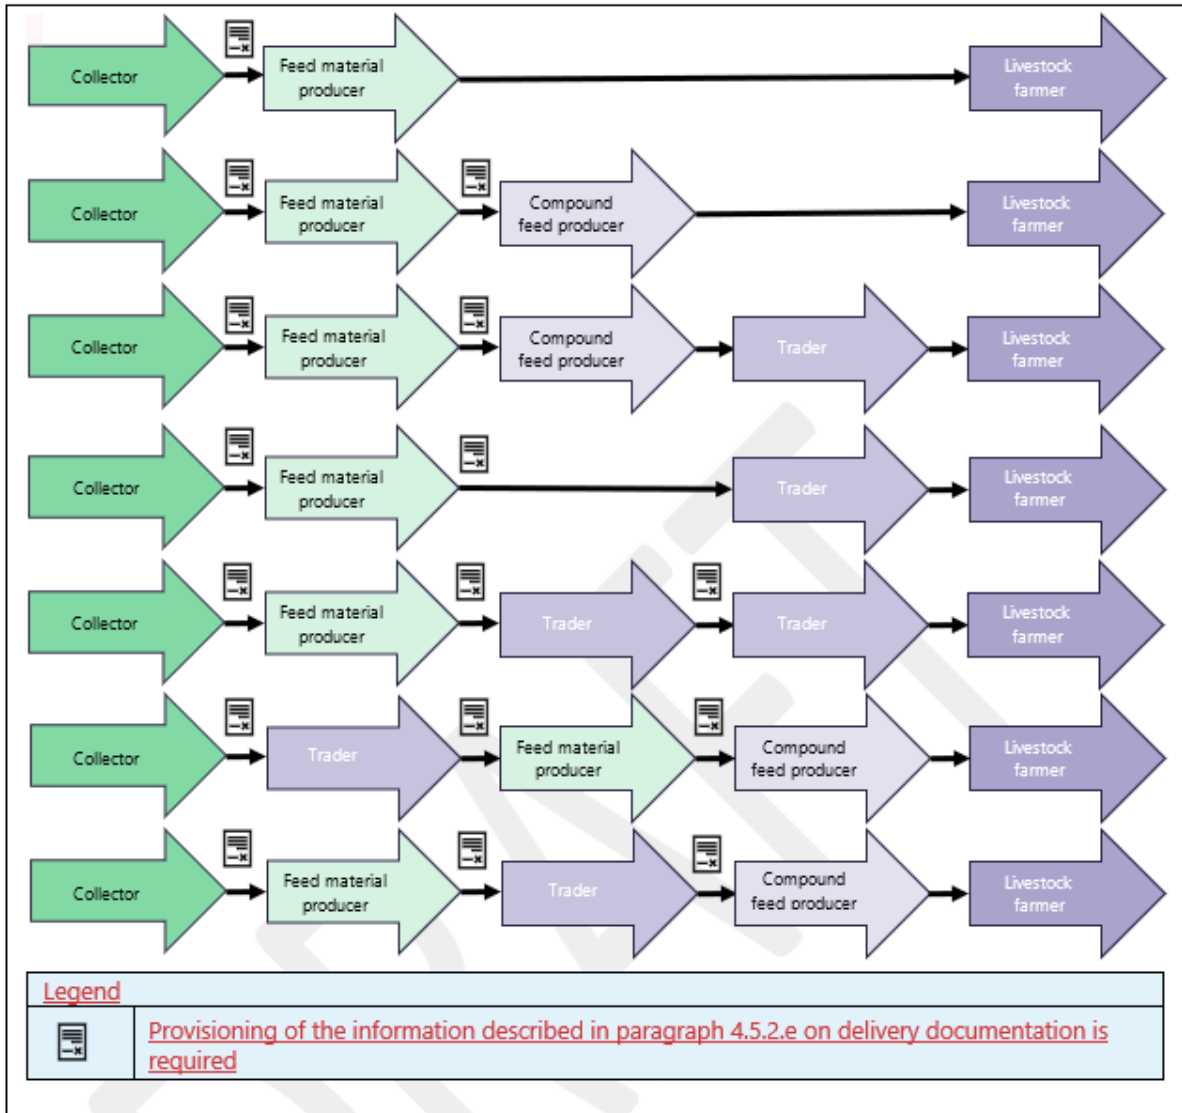 Collector
Feed material
producer
Livestock
farmer
Collector
Feed material
producer
Compound
feed producer
Livestock
farmer
Collector
Feed material
producer
Compound
feed producer
Trader
Livestock
farmer
Collector
Feed material
producer
Trader
Livestock
farmer
Collector
Feed material
producer
Trader
Trader
Livestock
farmer
Collector
Trader
Feed material
producer
Compound
feed producer
Livestock
farmer
Collector
Feed material
producer
Trader
Compound
feed producer
Livestock
farmer
DRAFT
Legend
Provisioning of the information described in paragraph 4.5.2.e on delivery documentation is
required